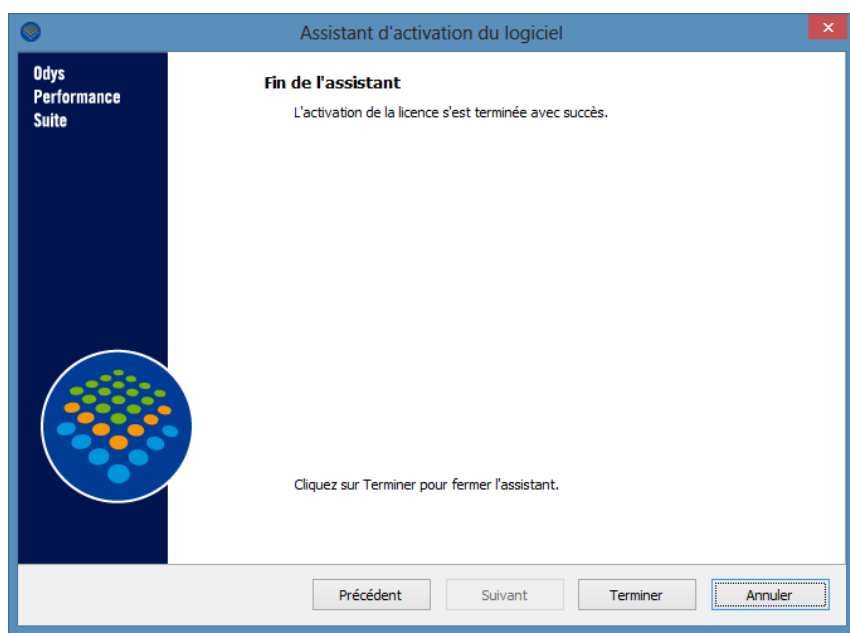 Assistant d'activation du logiciel
Odys
Performance
Suite
Fin de l'assistant
L'activation de la licence s'est terminée avec succès.
Cliquez sur Terminer pour fermer l'assistant.
Précédent
Suivant
Terminer
Annuler